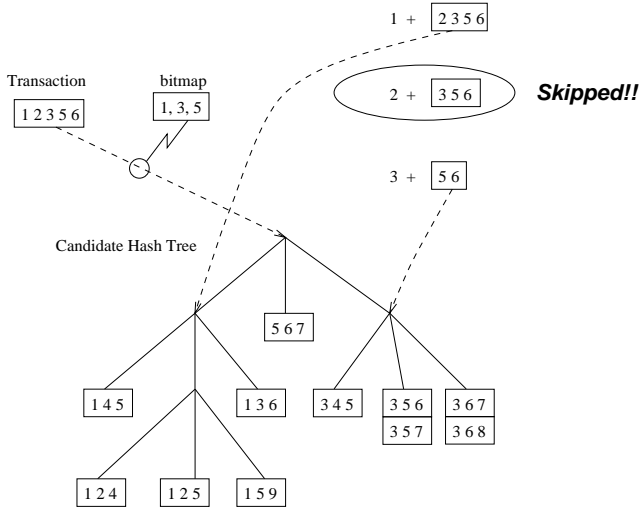 1 + 2 3 5 6
Transaction
bitmap
1 2 3 5 6
1, 3, 5
2 + 3 5 6
Skipped!!
3 + 5 6
Candidate Hash Tree
5 6 7
1 4 5
1 3 6
3 4 5
3 5 6
3 6 7
3 5 7
3 6 8
1 2 4
1 2 5
1 5 9